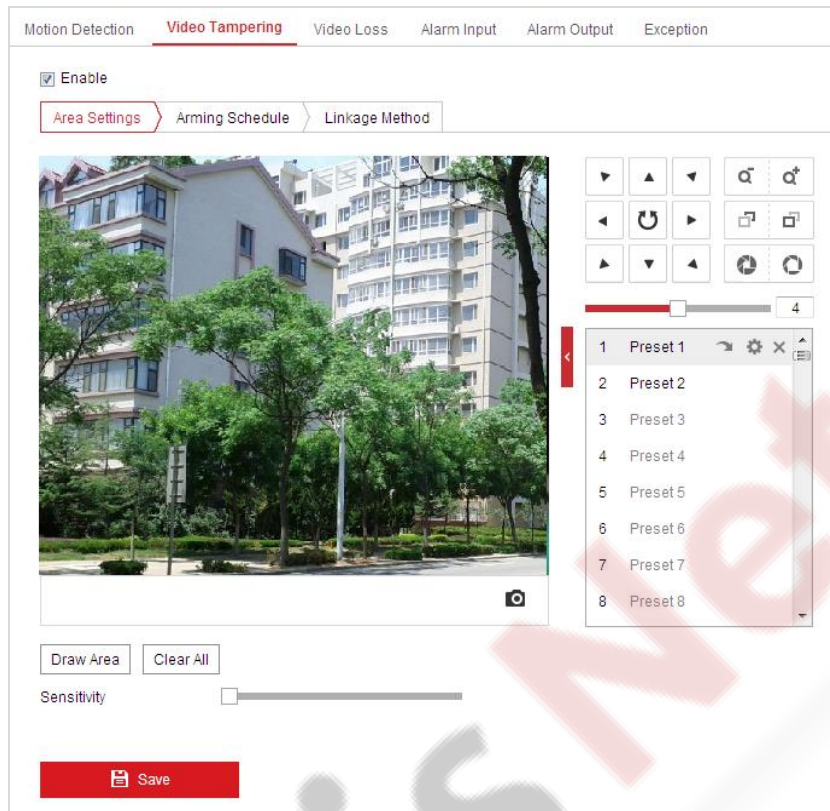 Motion Detection Video Tampering Video Loss Alarm Input Alarm Output Exception
Enable
Area Settings Arming Schedule Linkage Method
4
1 Preset 1
2 Preset 2
3 Preset 3
4 Preset 4
5 Preset 5
6 Preset 6
7 Preset 7
8 Preset 8
Draw Area Clear All
Sensitivity
Save